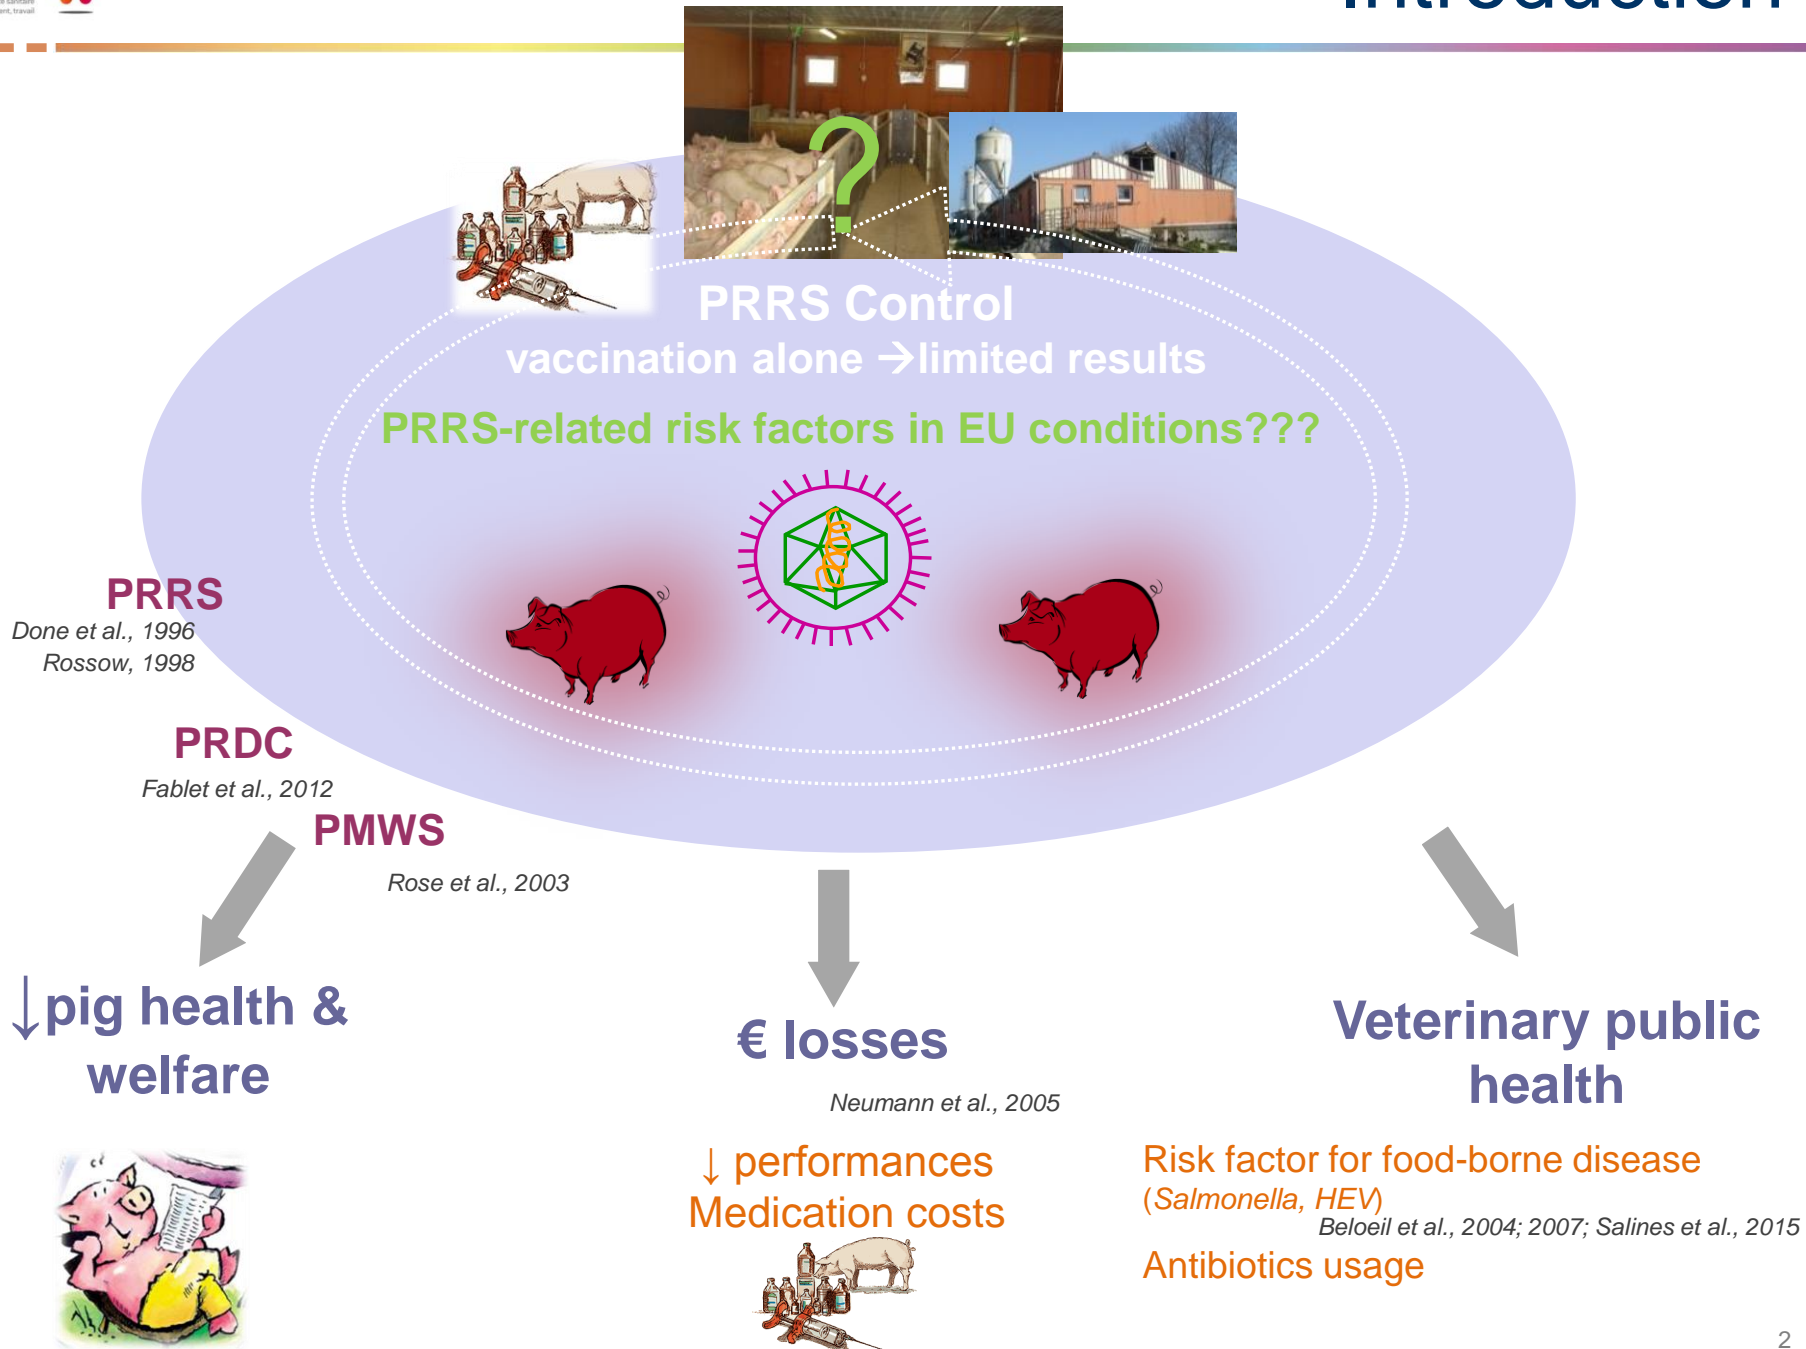 Introduction
ent, travail
?
PRRS Control
vaccination alone →limited results
PRRS-related risk factors in EU conditions???
PRRS
Done et al., 1996
Rossow, 1998
PRDC
Fablet et al., 2012
PMWS
Rose et al., 2003
↓pig health &
welfare
€ losses
Neumann et al., 2005
↓ performances
Medication costs
Veterinary public
health
Risk factor for food-borne disease
(Salmonella, HEV)
Beloeil et al., 2004; 2007; Salines et al., 2015
Antibiotics usage
2